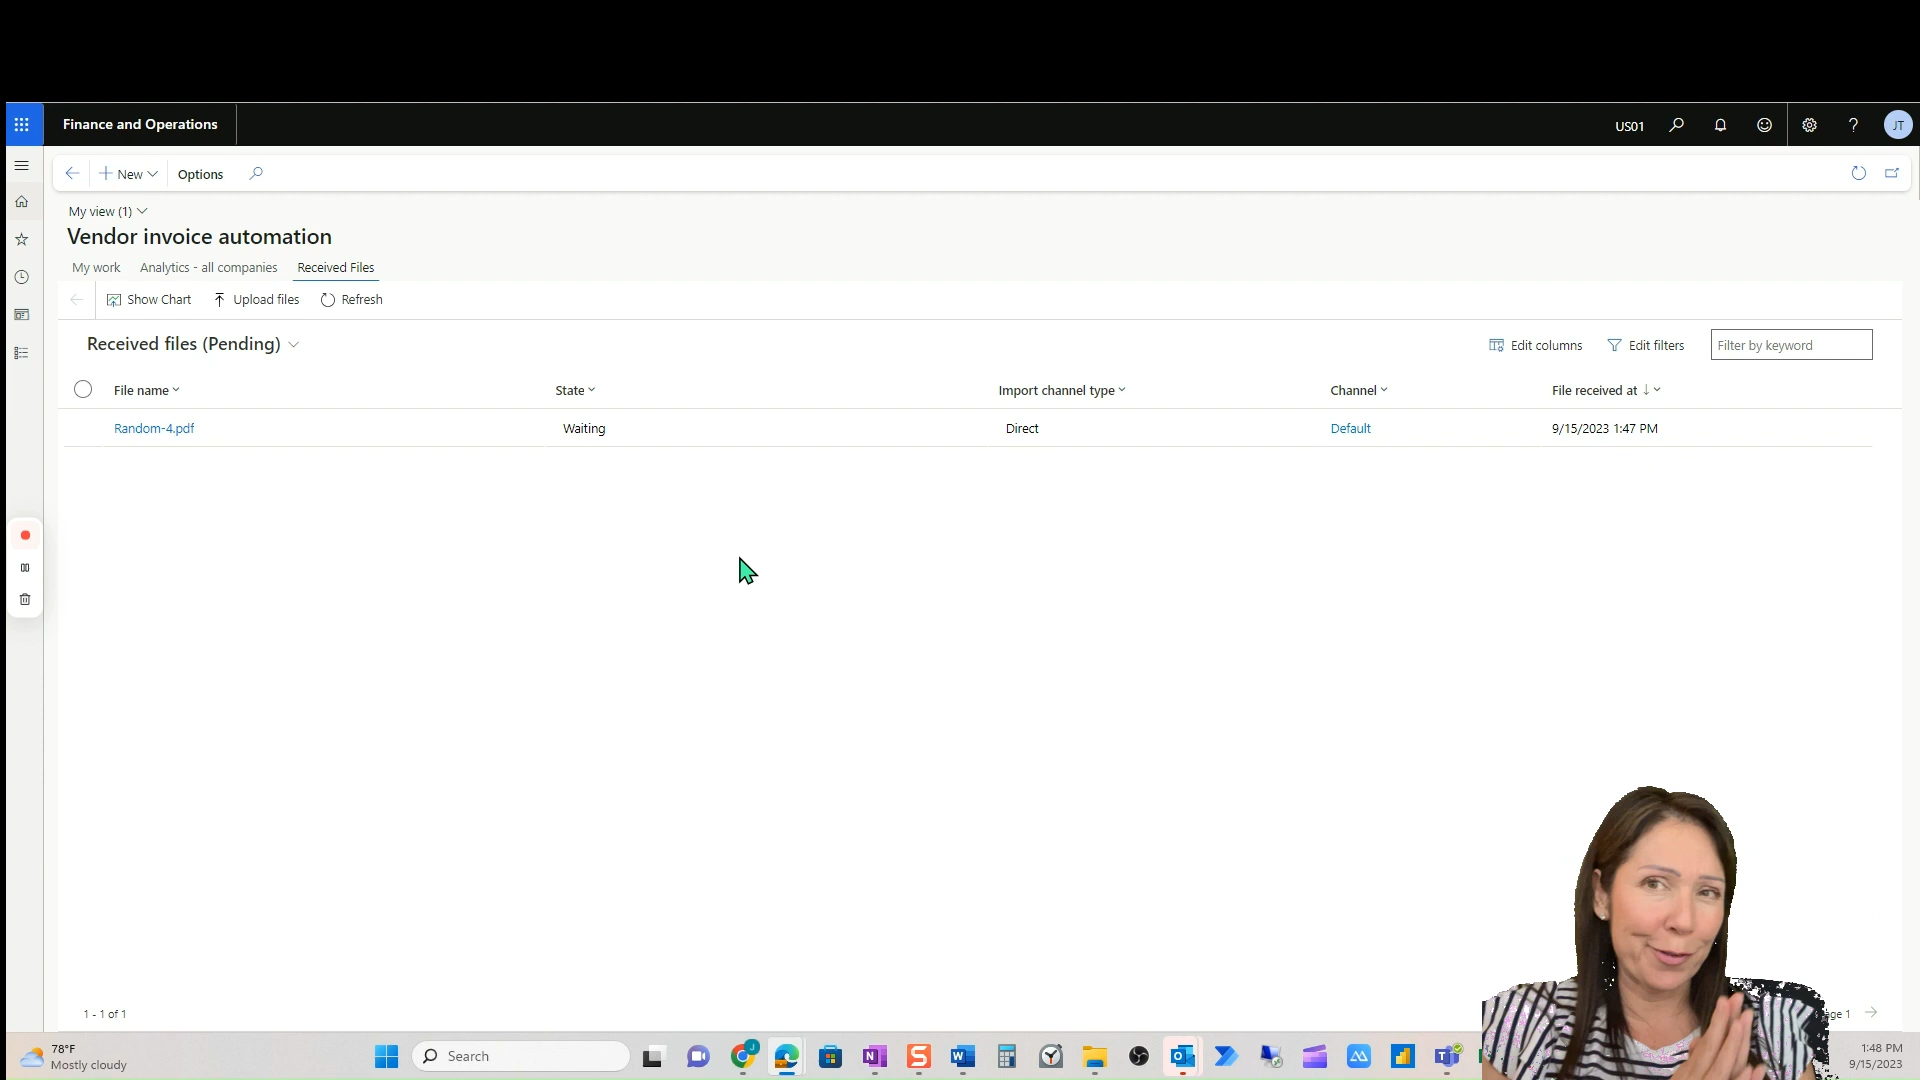 Finance and Operations
US01
JT
New
Options
My view (1)
Vendor invoice automation
My work Analytics - all companies Received Files
Show Chart Upload files Refresh
Received files (Pending)
Edit columns Edit filters Filter by keyword
File name State Import channel type Channel File received at
Random-4.pdf Waiting Direct Default 9/15/2023 1:47 PM
1 - 1 of 1
1
78°F
Mostly cloudy
Search
1:48 PM
9/15/2023